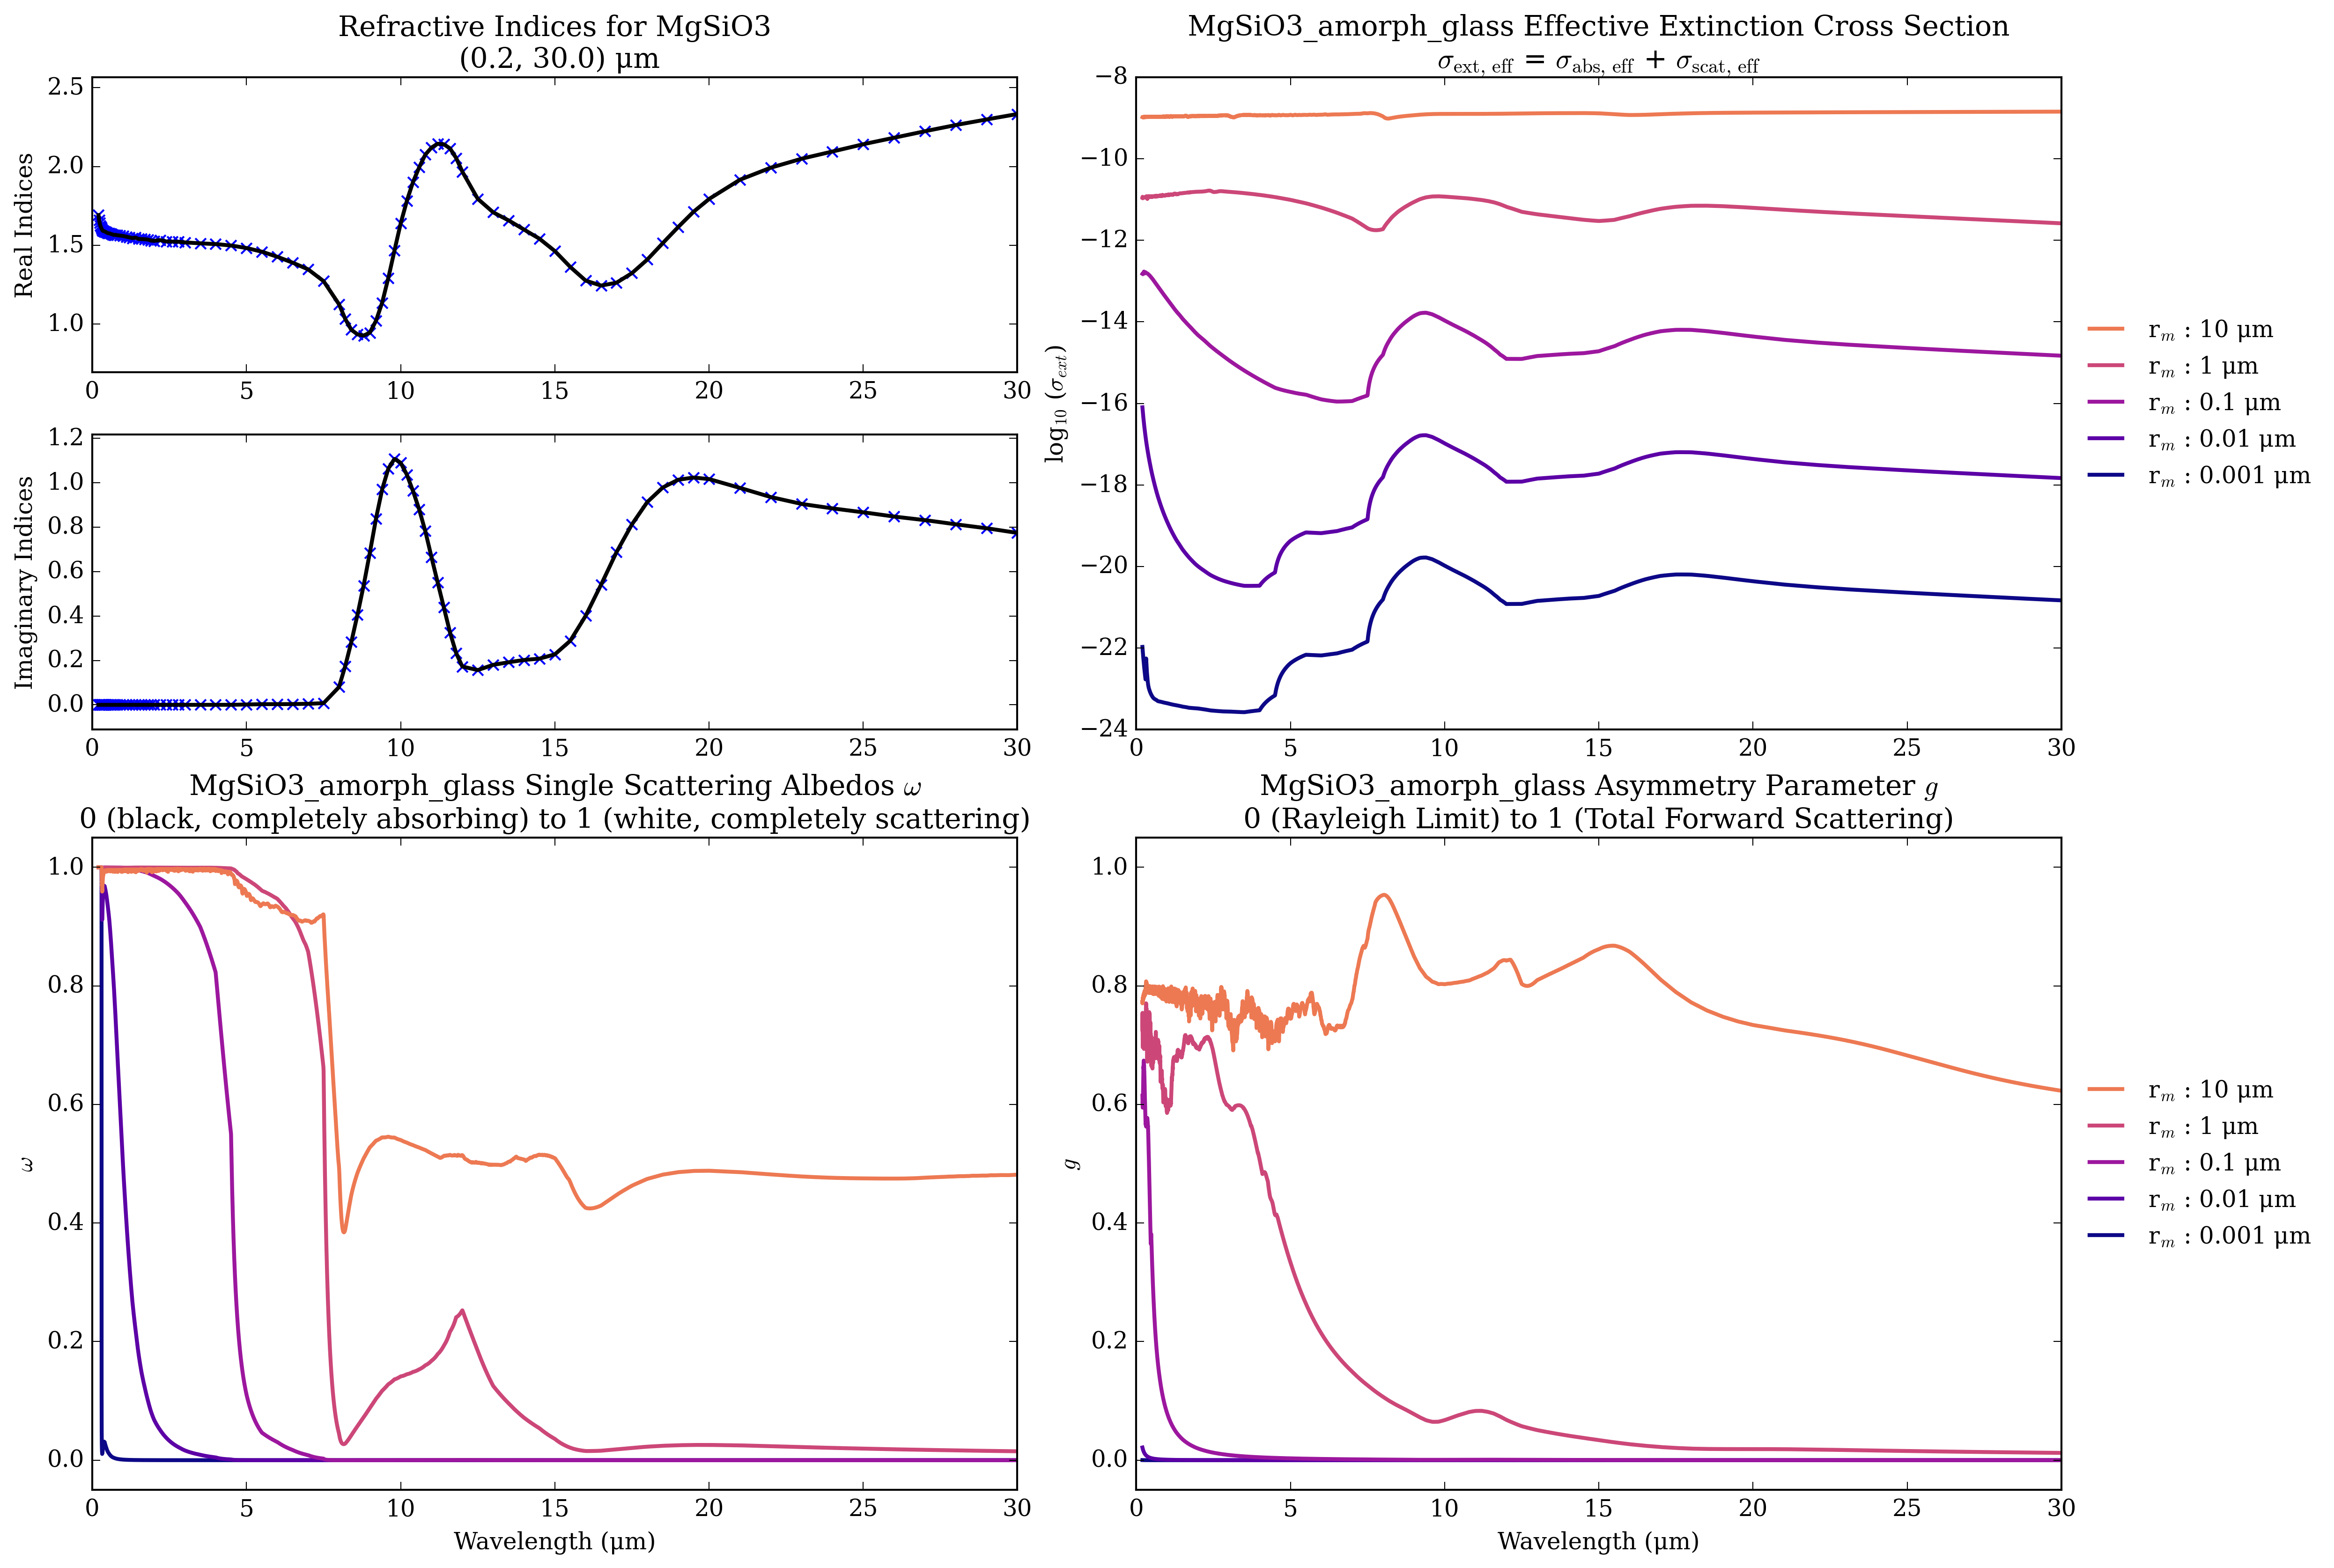 Refractive Indices for MgSiO3
(0.2, 30.0) µm
Real Indices
2.5
2.0
1.5
1.0
0 5 10 15 20 25 30
Imaginary Indices
1.2
1.0
0.8
0.6
0.4
0.2
0.0
0 5 10 15 20 25 30
MgSiO3_amorph_glass Effective Extinction Cross Section
σext, eff = σabs, eff + σscat, eff
log10 (σext)
−8
−10
−12
−14
−16
−18
−20
−22
−24
0 5 10 15 20 25 30
rm : 10 µm
rm : 1 µm
rm : 0.1 µm
rm : 0.01 µm
rm : 0.001 µm
MgSiO3_amorph_glass Single Scattering Albedos ω
0 (black, completely absorbing) to 1 (white, completely scattering)
ω
1.0
0.8
0.6
0.4
0.2
0.0
0 5 10 15 20 25 30
Wavelength (µm)
MgSiO3_amorph_glass Asymmetry Parameter g
0 (Rayleigh Limit) to 1 (Total Forward Scattering)
g
1.0
0.8
0.6
0.4
0.2
0.0
0 5 10 15 20 25 30
Wavelength (µm)
rm : 10 µm
rm : 1 µm
rm : 0.1 µm
rm : 0.01 µm
rm : 0.001 µm